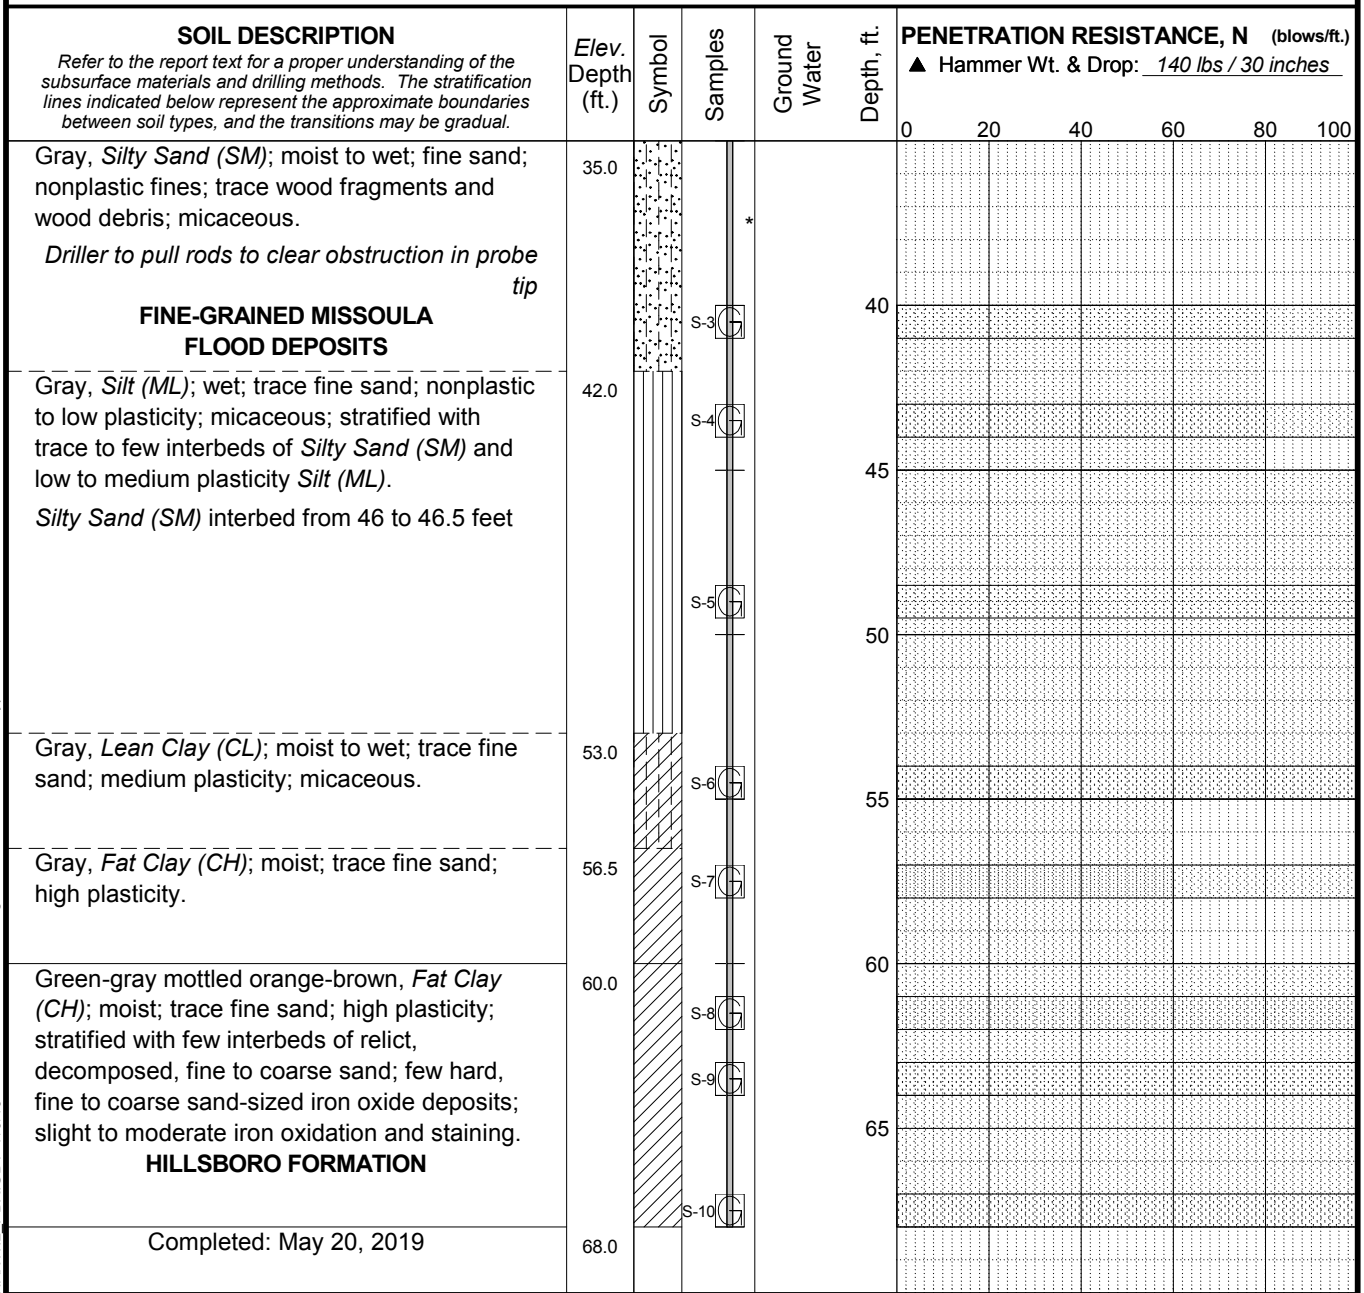 SOIL DESCRIPTION
Refer to the report text for a proper understanding of the
subsurface materials and drilling methods. The stratification
lines indicated below represent the approximate boundaries
between soil types, and the transitions may be gradual.
Elev.
Depth
(ft.)
Symbol
Samples
Ground
Water
Depth, ft.
PENETRATION RESISTANCE, N (blows/ft.)
▲ Hammer Wt. & Drop: 140 lbs / 30 inches
0 20 40 60 80 100
Gray, Silty Sand (SM); moist to wet; fine sand;
nonplastic fines; trace wood fragments and
wood debris; micaceous.
35.0
*
Driller to pull rods to clear obstruction in probe
tip
FINE-GRAINED MISSOULA
FLOOD DEPOSITS
S-3 G
40
Gray, Silt (ML); wet; trace fine sand; nonplastic
to low plasticity; micaceous; stratified with
trace to few interbeds of Silty Sand (SM) and
low to medium plasticity Silt (ML).
42.0
S-4 G
45
Silty Sand (SM) interbed from 46 to 46.5 feet
S-5 G
50
Gray, Lean Clay (CL); moist to wet; trace fine
sand; medium plasticity; micaceous.
53.0
S-6 G
55
Gray, Fat Clay (CH); moist; trace fine sand;
high plasticity.
56.5
S-7 G
60
Green-gray mottled orange-brown, Fat Clay
(CH); moist; trace fine sand; high plasticity;
stratified with few interbeds of relict,
decomposed, fine to coarse sand; few hard,
fine to coarse sand-sized iron oxide deposits;
slight to moderate iron oxidation and staining.
HILLSBORO FORMATION
60.0
S-8 G
S-9 G
65
S-10 G
Completed: May 20, 2019
68.0